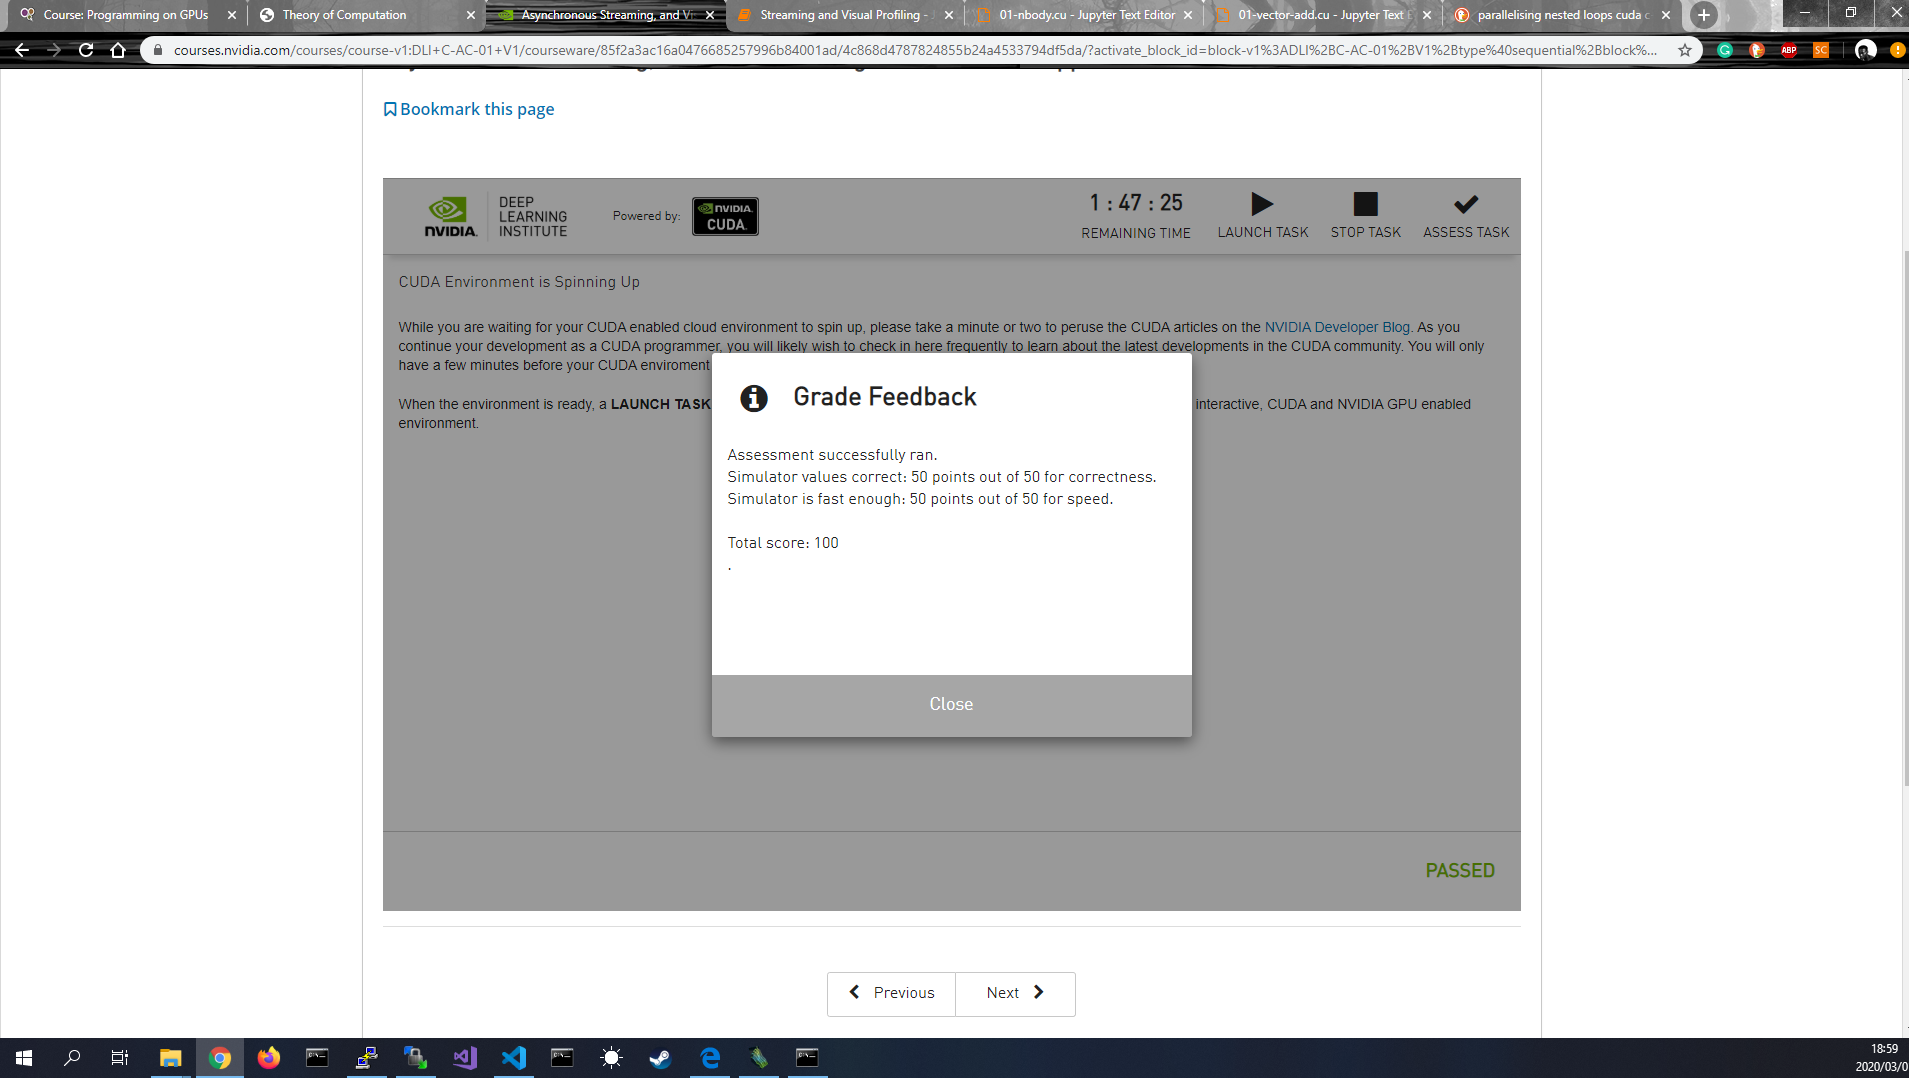 Course: Programming on GPUs
Theory of Computation
Asynchronous Streaming, and Vi
Streaming and Visual Profiling - J
01-nbody.cu - Jupyter Text Editor
01-vector-add.cu - Jupyter Text E
parallelising nested loops cuda c
courses.nvidia.com/courses/course-v1:DLI+C-AC-01+V1/courseware/85f2a3ac16a0476685257996b84001ad/4c868d4787824855b24a4533794df5da/?activate_block_id=block-v1%3ADLI%2BC-AC-01%2BV1%2Btype%40sequential%2Bblock%...
ABP
SC
Bookmark this page
NVIDIA.
DEEP
LEARNING
INSTITUTE
Powered by:
NVIDIA.
CUDA.
1 : 47 : 25
REMAINING TIME
LAUNCH TASK
STOP TASK
ASSESS TASK
CUDA Environment is Spinning Up
While you are waiting for your CUDA enabled cloud environment to spin up, please take a minute or two to peruse the CUDA articles on the NVIDIA Developer Blog. As you
continue your development as a CUDA programmer, you will likely wish to check in here frequently to learn about the latest developments in the CUDA community. You will only
have a few minutes before your CUDA enviroment
When the environment is ready, a LAUNCH TASK
interactive, CUDA and NVIDIA GPU enabled
environment.
Grade Feedback
Assessment successfully ran.
Simulator values correct: 50 points out of 50 for correctness.
Simulator is fast enough: 50 points out of 50 for speed.
Total score: 100
.
Close
PASSED
Previous
Next
18:59
2020/03/0